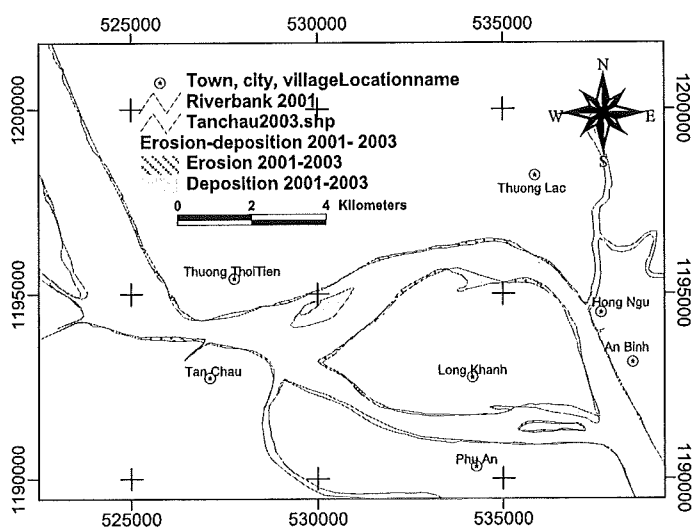 525000 530000 535000
N
W E
S
Town, city, villageLocationname
Riverbank 2001
Tanchau2003.shp
Erosion-deposition 2001- 2003
Erosion 2001-2003
Deposition 2001-2003
0 2 4 Kilometers
1200000 1200000
Thuong Lac
Thuong ThoiTien
1195000 1195000
Hong Ngu
An Binh
Tan Chau
Long Khanh
Phu An
1190000 1190000
525000 530000 535000